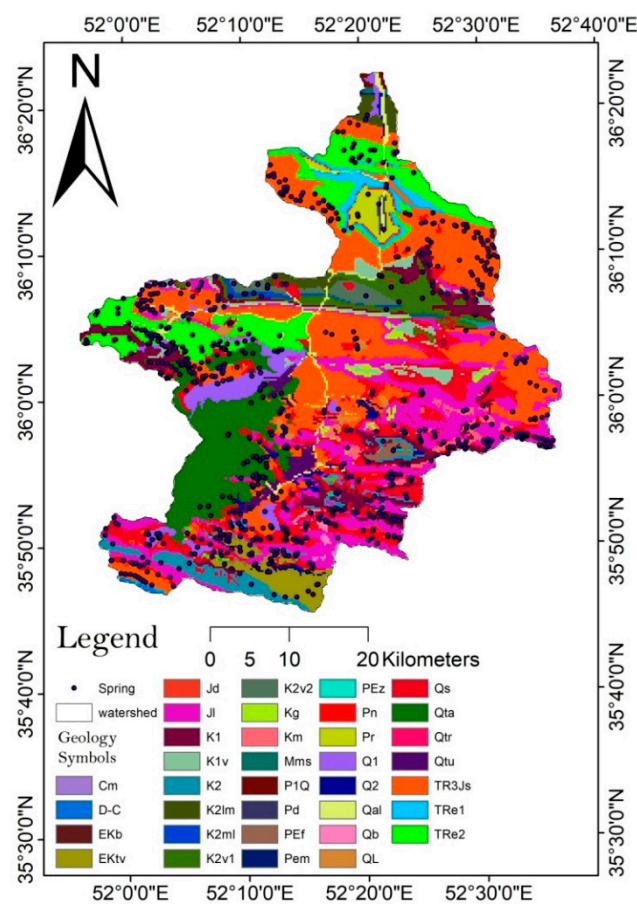 52°0'0"E 52°10'0"E 52°20'0"E 52°30'0"E 52°40'0"E
N
36°20'0"N 36°20'0"N
36°10'0"N 36°10'0"N
36°0'0"N 36°0'0"N
35°50'0"N 35°50'0"N
35°40'0"N 35°40'0"N
35°30'0"N 35°30'0"N
Legend
0 5 10 20 Kilometers
Spring Jd K2v2 PEz Qs
watershed Jl Kg Pn Qta
Geology K1 Km Pr Qtr
Symbols K1v Mms Q1 Qtu
Cm K2 P1Q Q2 TR3Js
D-C K2lm Pd Qal TRe1
EKb K2ml PEf Qb TRe2
EKtv K2v1 Pem QL
52°0'0"E 52°10'0"E 52°20'0"E 52°30'0"E